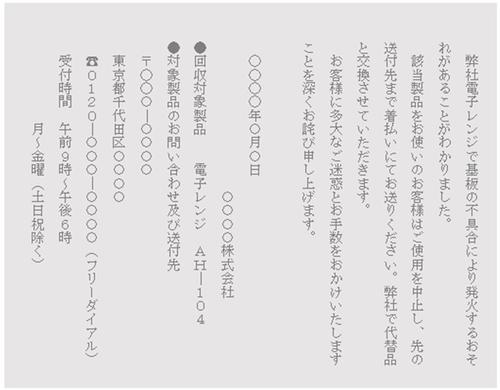 弊社電子レンジで基板の不具合により発火するおそ
れがあることがわかりました。
該当製品をお使いのお客様はご使用を中止し、先の
送付先まで着払いにてお送りください。弊社で代替品
と交換させていただきます。
お客様に多大なご迷惑とお手数をおかけいたします
ことを深くお詫び申し上げます。
〇〇〇〇年〇月〇日
〇〇〇〇株式会社
●回収対象製品　電子レンジ　ＡＨ―１０４
●対象製品のお問い合わせ及び送付先
〒〇〇〇―〇〇〇〇
東京都千代田区〇〇〇〇
☎０１２０―〇〇〇―〇〇〇〇（フリーダイアル）
受付時間　午前９時～午後６時
月～金曜（土日祝除く）